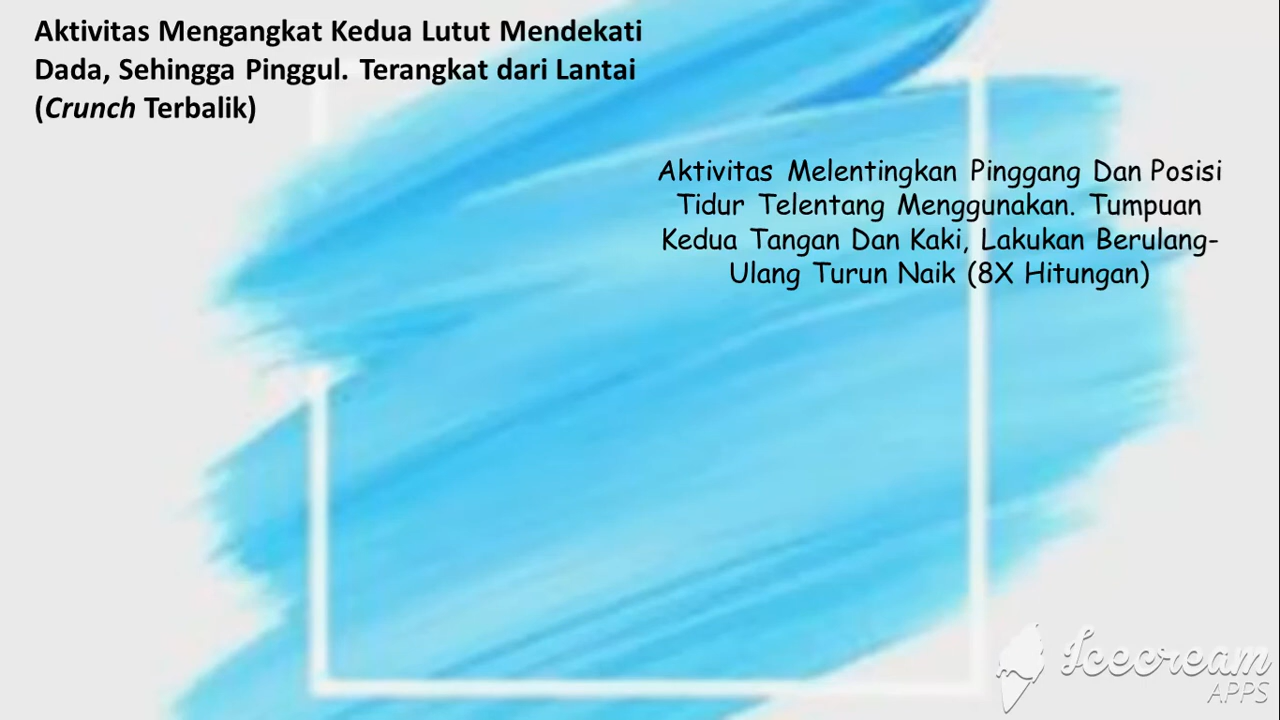 Aktivitas Mengangkat Kedua Lutut Mendekati
Dada, Sehingga Pinggul. Terangkat dari Lantai
(Crunch Terbalik)
Aktivitas Melentingkan Pinggang Dan Posisi
Tidur Telentang Menggunakan. Tumpuan
Kedua Tangan Dan Kaki, Lakukan Berulang-
Ulang Turun Naik (8X Hitungan)
Icecream
APPS